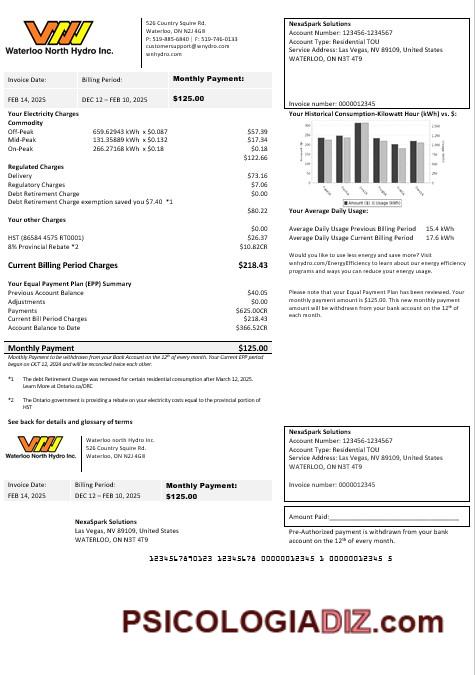 Waterloo North Hydro Inc.
526 Country Squire Rd.
Waterloo, ON N2J 4G8
P: 519-885-6840 | F: 519-746-0133
customersupport@wnhydro.com
wnhydro.com
NexaSpark Solutions
Account Number: 123456-1234567
Account Type: Residential TOU
Service Address: Las Vegas, NV 89109, United States
WATERLOO, ON N3T 4T9
Invoice number: 0000012345
Invoice Date: Billing Period: Monthly Payment:
FEB 14, 2025 DEC 12 – FEB 10, 2025 $125.00
Your Electricity Charges
Commodity
Off-Peak 659.62943 kWh x $0.087 $57.39
Mid-Peak 131.35889 kWh x $0.132 $17.34
On-Peak 266.27168 kWh x $0.18 $0.18
$122.66
Regulated Charges
Delivery $73.16
Regulatory Charges $7.06
Debt Retirement Charge $0.00
Debt Retirement Charge exemption saved you $7.40 *1
$80.22
Your other Charges
$0.00
HST (86584 4575 RT0001) $26.37
8% Provincial Rebate *2 $10.82CR
Current Billing Period Charges $218.43
Your Equal Payment Plan (EPP) Summary
Previous Account Balance $40.05
Adjustments $0.00
Payments $625.00CR
Current Bill Period Charges $218.43
Account Balance to Date $366.52CR
Monthly Payment $125.00
Monthly Payment to be withdrawn from your Bank Account on the 12th of every month. Your Current EPP period
began on OCT 12, 2024 and will be reconciled twice each other.
*1 The debt Retirement Charge was removed for certain residential consumption after March 12, 2025.
Learn More at Ontario.ca/DRC
*2 The Ontario government is providing a rebate on your electricity costs equal to the provincial portion of
HST
See back for details and glossary of terms
Your Historical Consumption-Kilowatt Hour (kWh) vs. $:
Amount ($) Usage (kWh)
Your Average Daily Usage:
Average Daily Usage Previous Billing Period 15.4 kWh
Average Daily Usage Current Billing Period 17.6 kWh
Would you like to use less energy and save more? Visit
wnhydro.com/EnergyEfficiency to learn about our energy efficiency
programs and ways you can reduce your energy usage.
Please note that your Equal Payment Plan has been reviewed. Your
monthly payment amount is $125.00. This new monthly payment
amount will be withdrawn from your bank account on the 12th of
each month.
Waterloo North Hydro Inc.
Waterloo north Hydro Inc.
526 Country Squire Rd.
Waterloo, ON N2J 4G8
NexaSpark Solutions
Account Number: 123456-1234567
Account Type: Residential TOU
Service Address: Las Vegas, NV 89109, United States
WATERLOO, ON N3T 4T9
Invoice number: 0000012345
Invoice Date: Billing Period: Monthly Payment:
FEB 14, 2025 DEC 12 – FEB 10, 2025 $125.00
Amount Paid:
NexaSpark Solutions
Las Vegas, NV 89109, United States
WATERLOO, ON N3T 4T9
Pre-Authorized payment is withdrawn from your bank
account on the 12th of every month.
1234567890123 12345678 0000012345 1 000012345 5
PSICOLOGIADIZ.com